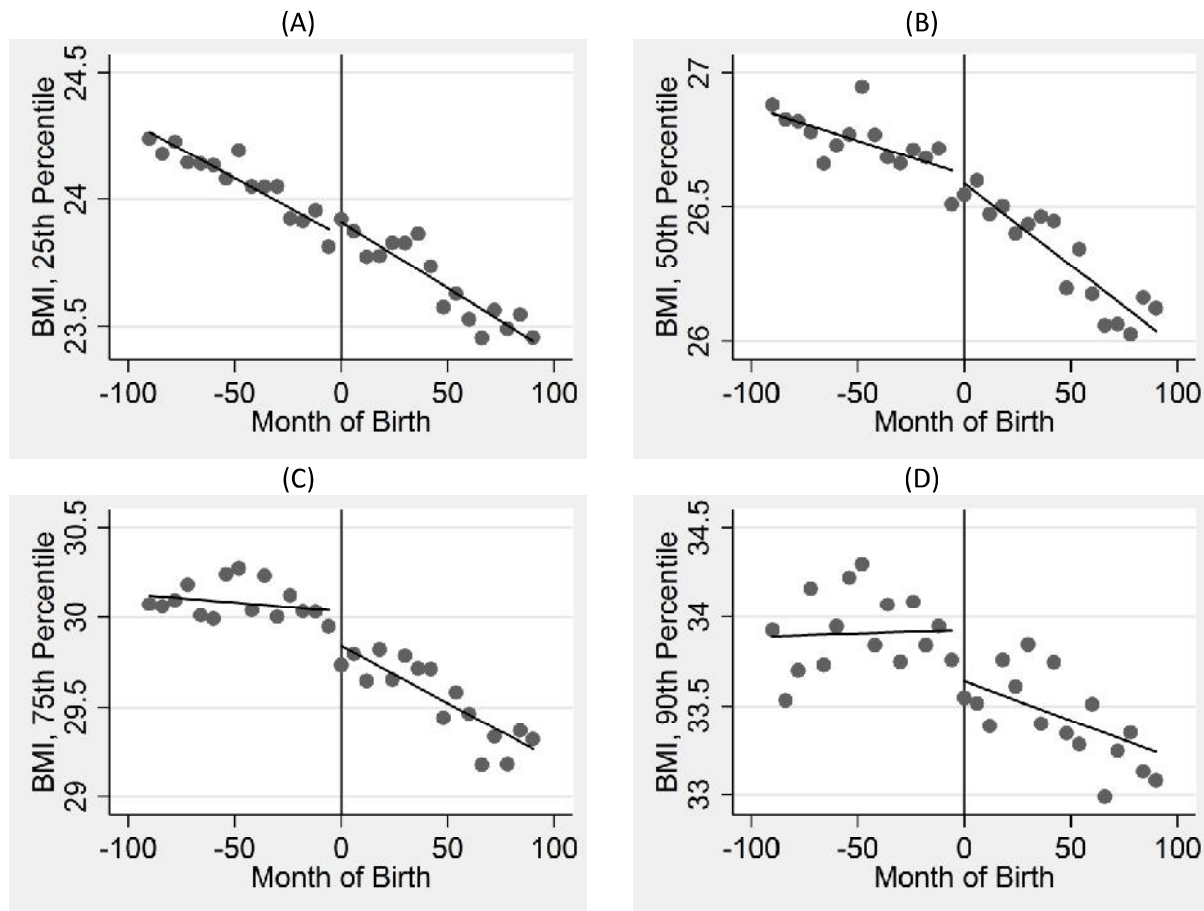 (A)
BMI, 25th Percentile
24.5
24
23.5
-100 -50 0 50 100
Month of Birth
(B)
BMI, 50th Percentile
27
26.5
26
-100 -50 0 50 100
Month of Birth
(C)
BMI, 75th Percentile
30.5
30
29.5
29
-100 -50 0 50 100
Month of Birth
(D)
BMI, 90th Percentile
34.5
34
33.5
33
-100 -50 0 50 100
Month of Birth